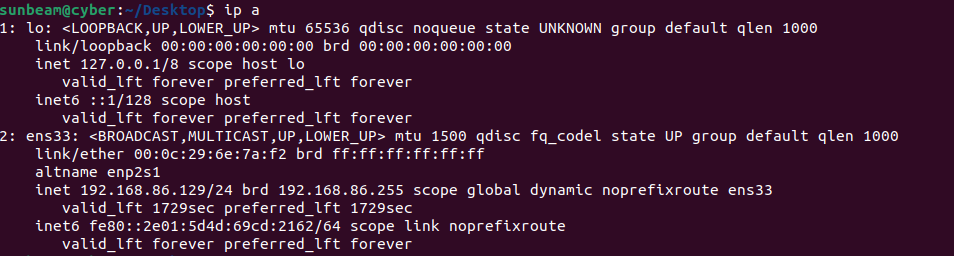 sunbeam@cyber:~/Desktop$ ip a
1: lo: <LOOPBACK,UP,LOWER_UP> mtu 65536 qdisc noqueue state UNKNOWN group default qlen 1000
    link/loopback 00:00:00:00:00:00 brd 00:00:00:00:00:00
    inet 127.0.0.1/8 scope host lo
       valid_lft forever preferred_lft forever
    inet6 ::1/128 scope host
       valid_lft forever preferred_lft forever
2: ens33: <BROADCAST,MULTICAST,UP,LOWER_UP> mtu 1500 qdisc fq_codel state UP group default qlen 1000
    link/ether 00:0c:29:6e:7a:f2 brd ff:ff:ff:ff:ff:ff
    altname enp2s1
    inet 192.168.86.129/24 brd 192.168.86.255 scope global dynamic noprefixroute ens33
       valid_lft 1729sec preferred_lft 1729sec
    inet6 fe80::2e01:5d4d:69cd:2162/64 scope link noprefixroute
       valid_lft forever preferred_lft forever